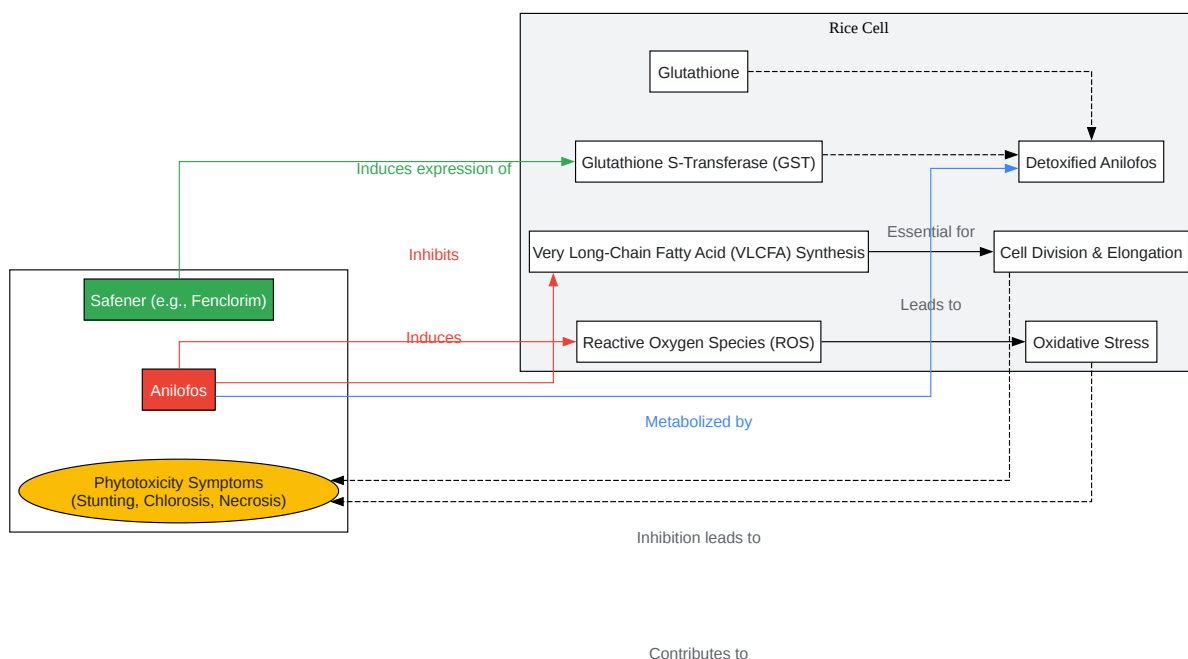 Rice Cell
Glutathione
Induces expression of
Glutathione S-Transferase (GST)
Detoxified Anilofos
Essential for
Inhibits
Very Long-Chain Fatty Acid (VLCFA) Synthesis
Cell Division & Elongation
Safener (e.g., Fenclorim)
Leads to
Induces
Reactive Oxygen Species (ROS)
Oxidative Stress
Anilofos
Metabolized by
Phytotoxicity Symptoms
(Stunting, Chlorosis, Necrosis)
Inhibition leads to
Contributes to